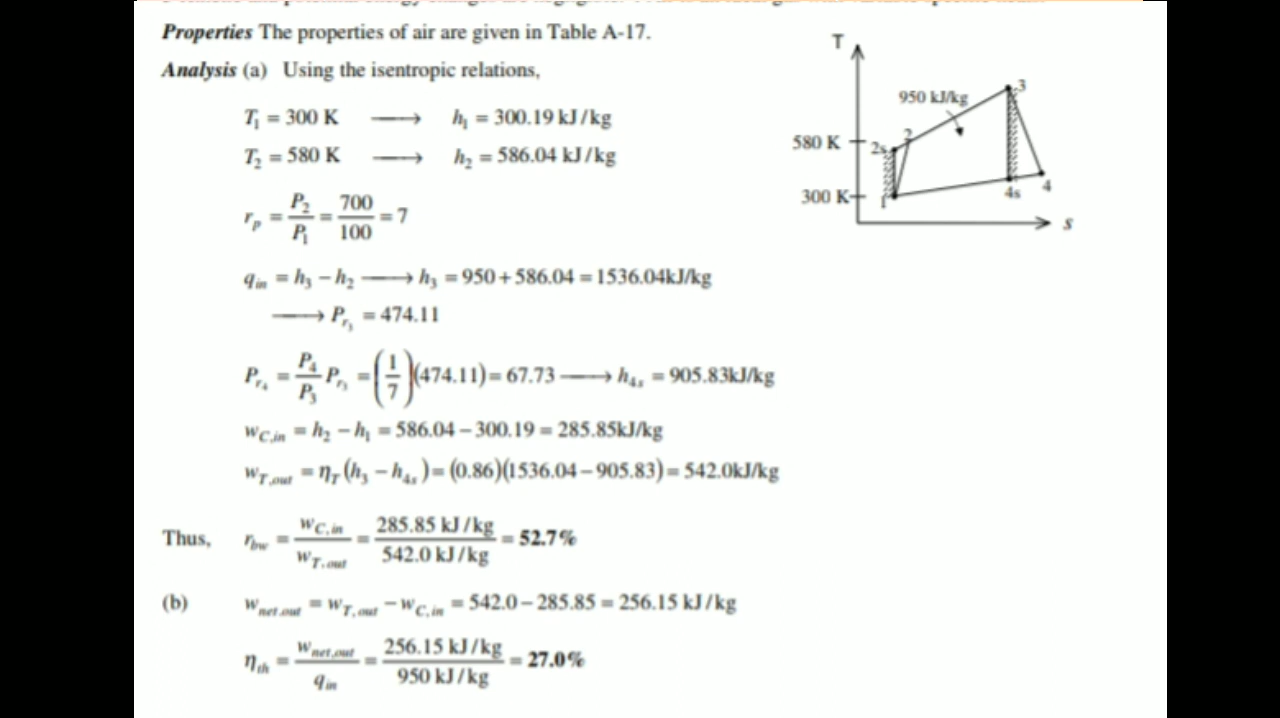 Properties The properties of air are given in Table A-17.
Analysis (a) Using the isentropic relations,
T₁ = 300 K ⟶ h₁ = 300.19 kJ/kg
T₂ = 580 K ⟶ h₂ = 586.04 kJ/kg
r_p = P₂/P₁ = 700/100 = 7
q_in = h₃ − h₂ ⟶ h₃ = 950 + 586.04 = 1536.04kJ/kg
⟶ P_r₃ = 474.11
P_r₄ = P₄/P₃ P_r₃ = (1/7)(474.11) = 67.73 ⟶ h₄s = 905.83kJ/kg
w_C,in = h₂ − h₁ = 586.04 − 300.19 = 285.85kJ/kg
w_T,out = η_T (h₃ − h₄s) = (0.86)(1536.04 − 905.83) = 542.0kJ/kg
Thus, r_bw = w_C,in/w_T,out = 285.85 kJ/kg/542.0 kJ/kg = 52.7%
(b) w_net.out = w_T,out − w_C,in = 542.0 − 285.85 = 256.15 kJ/kg
η_th = w_net,out/q_in = 256.15 kJ/kg/950 kJ/kg = 27.0%
T
3
950 kJ/kg
2
580 K
2s
4s
4
300 K
1
s